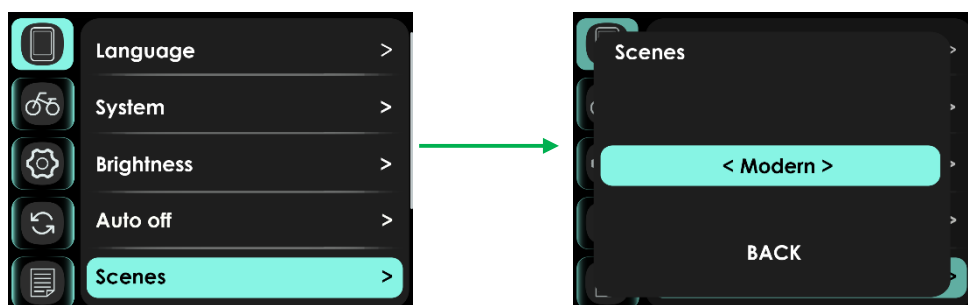 Language >
System >
Brightness >
Auto off >
Scenes >
Scenes
< Modern >
BACK